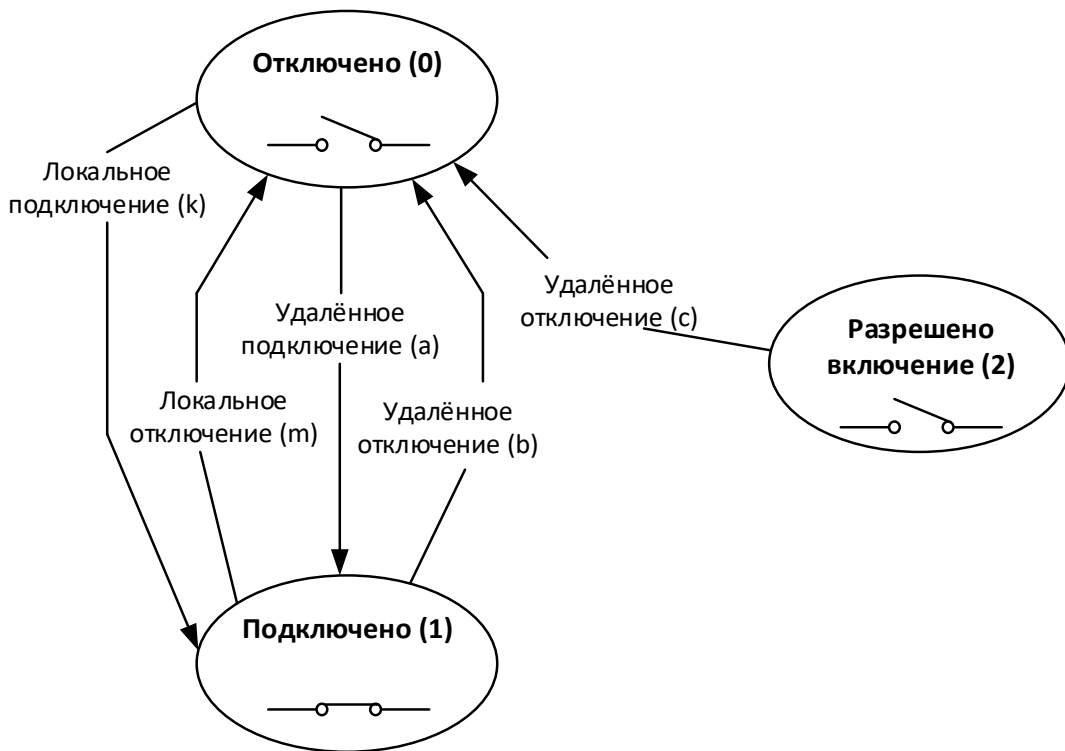 Отключено (0)
Локальное
подключение (k)
Удалённое
отключение (c)
Удалённое
подключение (a)
Разрешено
включение (2)
Локальное
отключение (m)
Удалённое
отключение (b)
Подключено (1)